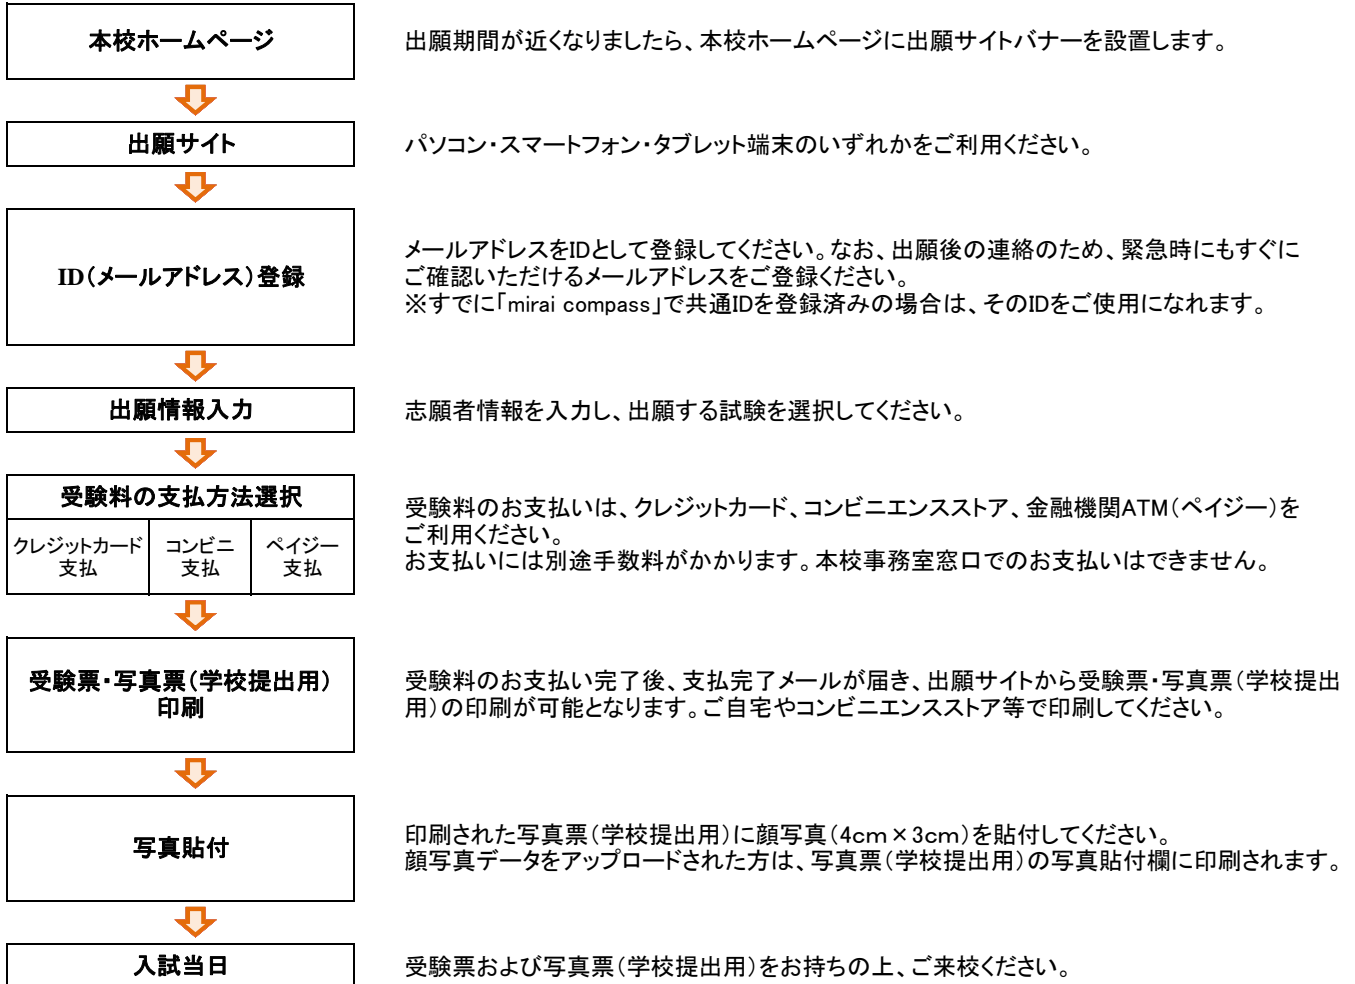 本校ホームページ
出願期間が近くなりましたら、本校ホームページに出願サイトバナーを設置します。
出願サイト
パソコン・スマートフォン・タブレット端末のいずれかをご利用ください。
ID（メールアドレス）登録
メールアドレスをIDとして登録してください。なお、出願後の連絡のため、緊急時にもすぐに
ご確認いただけるメールアドレスをご登録ください。
※すでに「mirai compass」で共通IDを登録済みの場合は、そのIDをご使用になれます。
出願情報入力
志願者情報を入力し、出願する試験を選択してください。
受験料の支払方法選択
クレジットカード
支払
コンビニ
支払
ペイジー
支払
受験料のお支払いは、クレジットカード、コンビニエンスストア、金融機関ATM（ペイジー）を
ご利用ください。
お支払いには別途手数料がかかります。本校事務室窓口でのお支払いはできません。
受験票・写真票（学校提出用）
印刷
受験料のお支払い完了後、支払完了メールが届き、出願サイトから受験票・写真票（学校提出
用）の印刷が可能となります。ご自宅やコンビニエンスストア等で印刷してください。
写真貼付
印刷された写真票（学校提出用）に顔写真（4cm×3cm）を貼付してください。
顔写真データをアップロードされた方は、写真票（学校提出用）の写真貼付欄に印刷されます。
入試当日
受験票および写真票（学校提出用）をお持ちの上、ご来校ください。